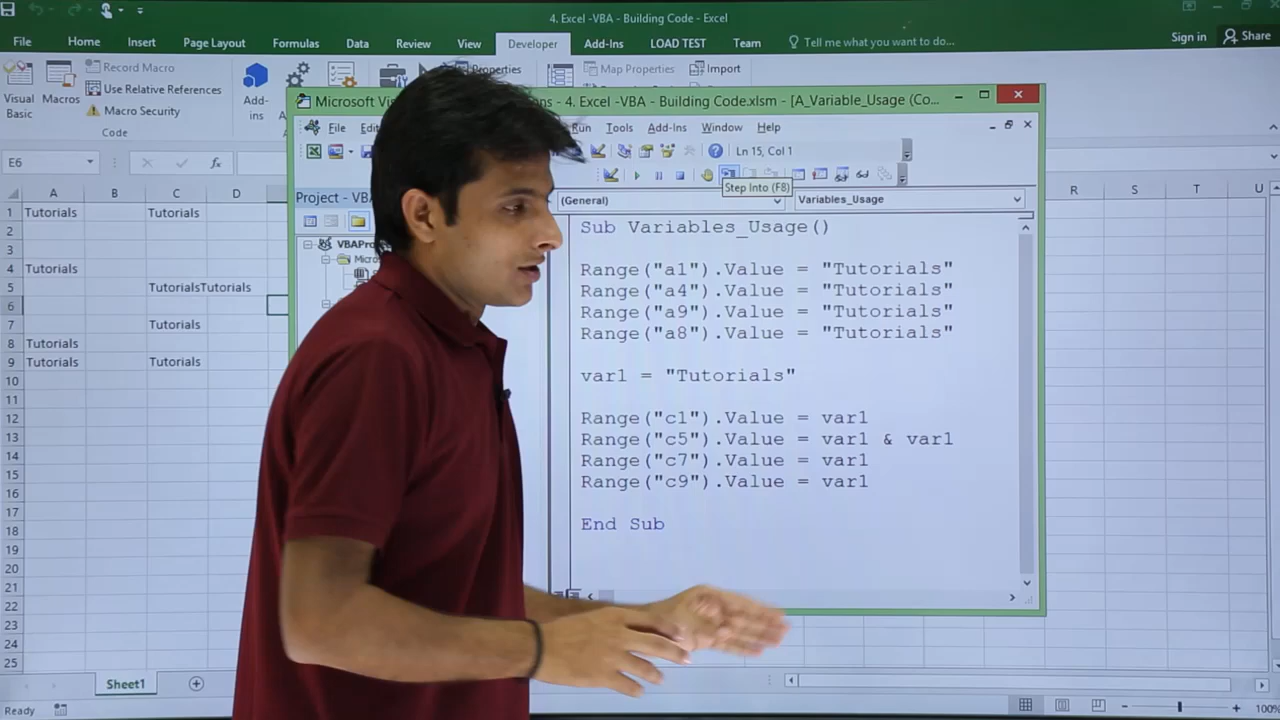 4. Excel -VBA - Building Code - Excel
File Home Insert Page Layout Formulas Data Review View Developer Add-Ins LOAD TEST Team Tell me what you want to do... Sign in Share
Visual Basic
Macros
Record Macro
Use Relative References
Macro Security
Code
Add-ins
Properties
Map Properties
Import
E6
fx
Microsoft Vis ons - 4. Excel -VBA - Building Code.xlsm - [A_Variable_Usage (Co...
File Edit Run Tools Add-Ins Window Help
Ln 15, Col 1
Step Into (F8)
Project - VBA
VBAPro
Micros
(General) Variables_Usage
Sub Variables_Usage()
Range("a1").Value = "Tutorials"
Range("a4").Value = "Tutorials"
Range("a9").Value = "Tutorials"
Range("a8").Value = "Tutorials"
var1 = "Tutorials"
Range("c1").Value = var1
Range("c5").Value = var1 & var1
Range("c7").Value = var1
Range("c9").Value = var1
End Sub
A B C D R S T U
1 Tutorials Tutorials
2
3
4 Tutorials
5 TutorialsTutorials
6
7 Tutorials
8 Tutorials
9 Tutorials Tutorials
10
11
12
13
14
15
16
17
18
19
20
21
22
23
24
25
Sheet1
Ready
100%